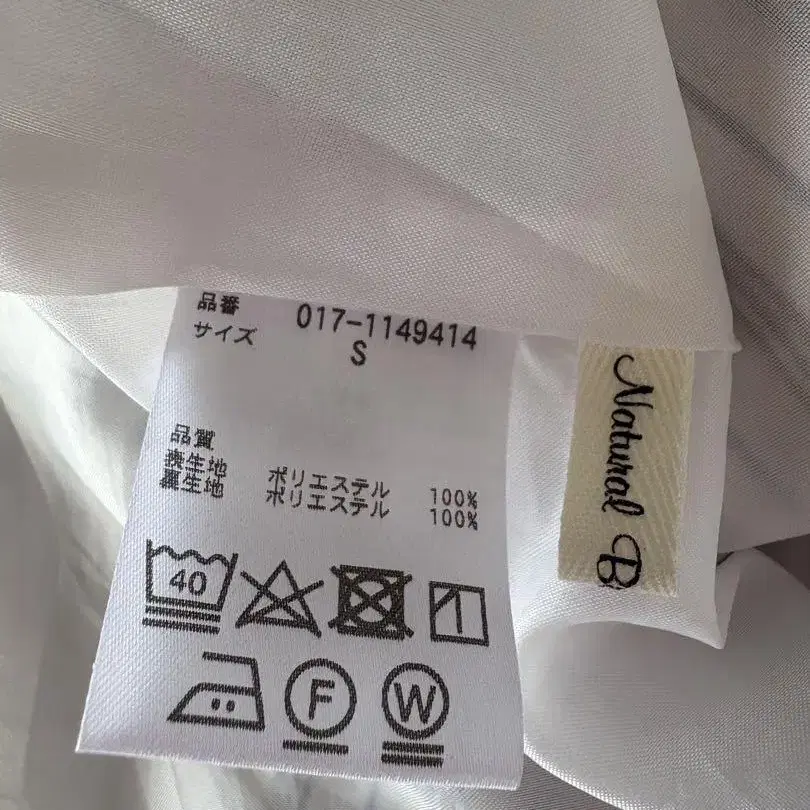 品番 017-1149414
サイズ S
品質
表生地 ポリエステル 100%
裏生地 ポリエステル 100%
40
F
W
Natural B